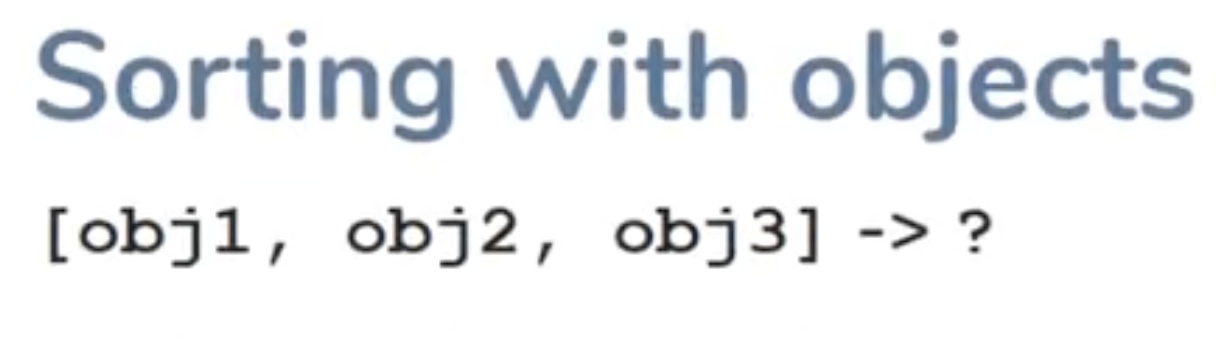 Sorting with objects
[obj1, obj2, obj3] -> ?